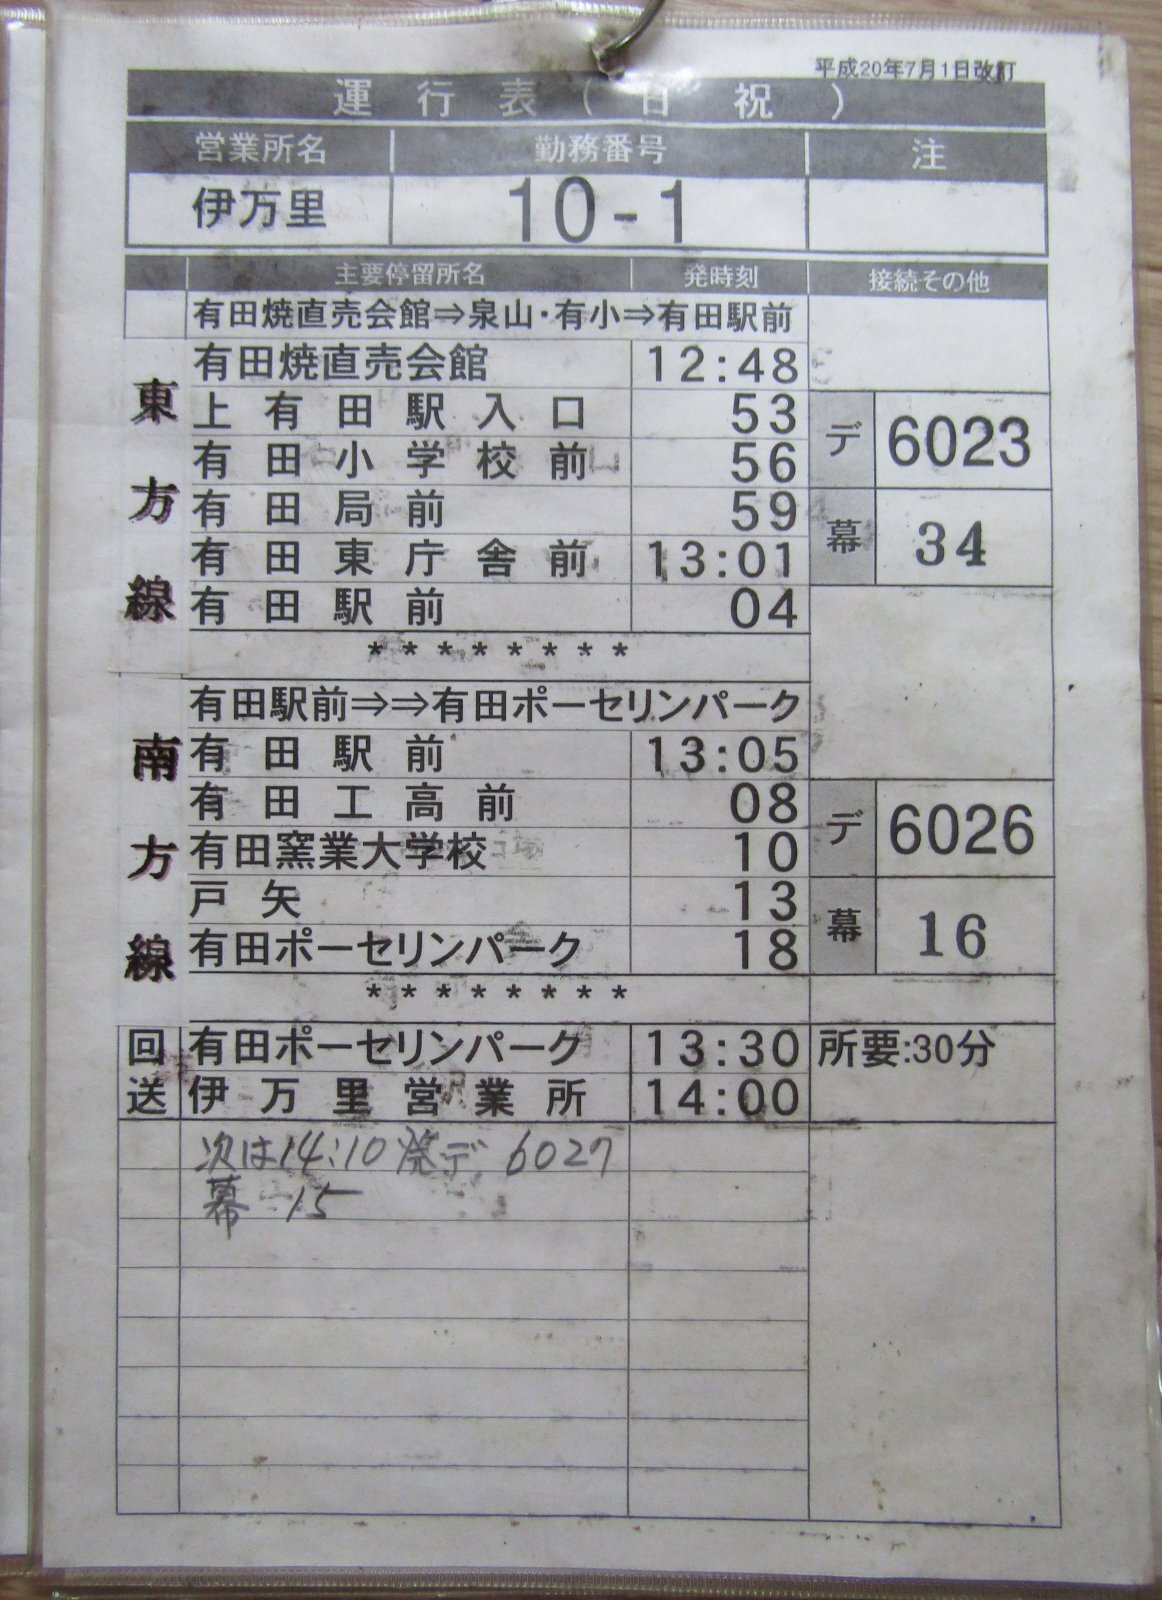 平成20年7月1日改訂
運行表(日祝)
営業所名 勤務番号 注
伊万里 10-1
主要停留所名 発時刻 接続その他
有田焼直売会館⇒泉山・有小⇒有田駅前
東方線
有田焼直売会館 12:48
上有田駅入口 53
有田小学校前 56
デ 6023
有田局前 59
有田東庁舎前 13:01
幕 34
有田駅前 04
********
有田駅前⇒⇒有田ポーセリンパーク
南方線
有田駅前 13:05
有田工高前 08
有田窯業大学校 10
デ 6026
戸矢 13
有田ポーセリンパーク 18
幕 16
********
回送
有田ポーセリンパーク 13:30 所要:30分
伊万里営業所 14:00
次は14:10発デ 6027
幕 15